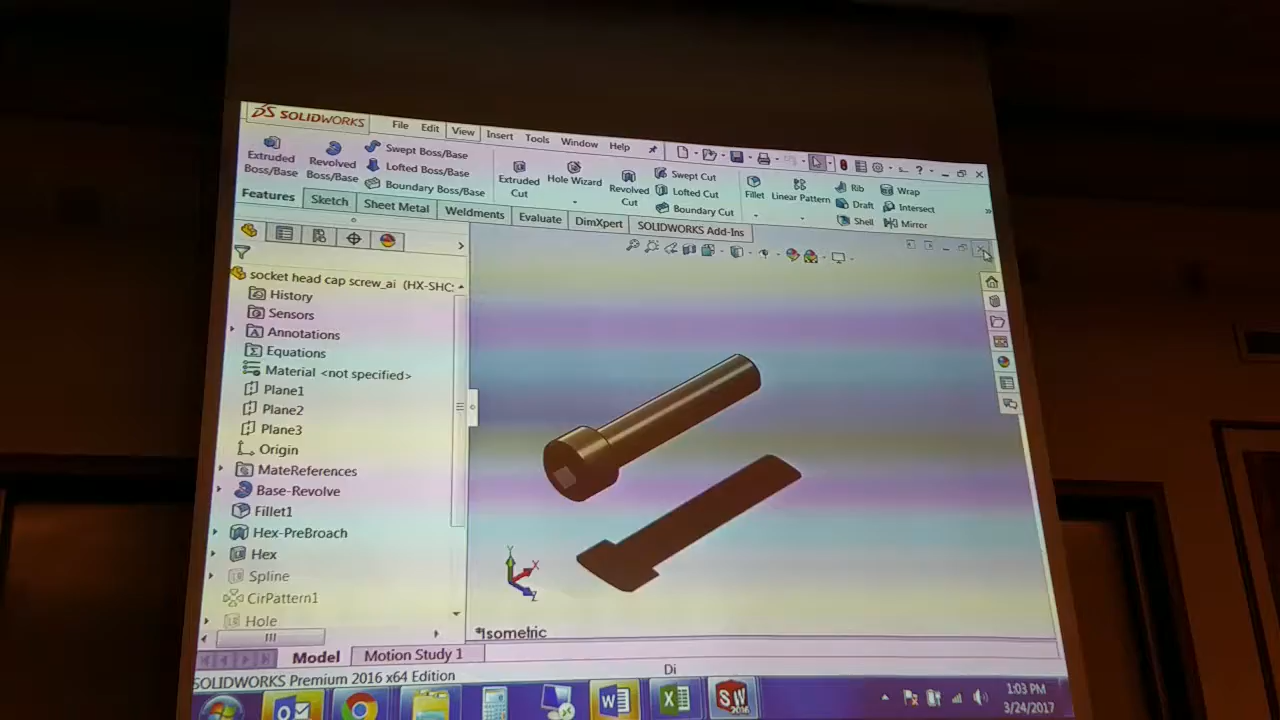 SOLIDWORKS File Edit View Insert Tools Window Help
Extruded Boss/Base
Revolved Boss/Base
Swept Boss/Base
Lofted Boss/Base
Boundary Boss/Base
Extruded Cut
Hole Wizard
Revolved Cut
Swept Cut
Lofted Cut
Boundary Cut
Fillet
Linear Pattern
Rib
Draft
Shell
Wrap
Intersect
Mirror
Features Sketch Sheet Metal Weldments Evaluate DimXpert SOLIDWORKS Add-Ins
socket head cap screw_ai (HX-SHC
History
Sensors
Annotations
Equations
Material <not specified>
Plane1
Plane2
Plane3
Origin
MateReferences
Base-Revolve
Fillet1
Hex-PreBroach
Hex
Spline
CirPattern1
Hole
Y
X
Z
*Isometric
Model Motion Study 1
SOLIDWORKS Premium 2016 x64 Edition
Di
SW
2016
1:03 PM
3/24/2017